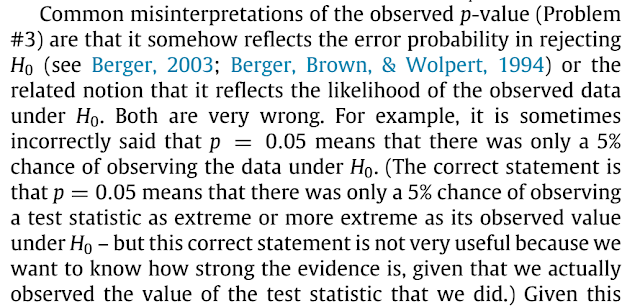 Common misinterpretations of the observed p-value (Problem
#3) are that it somehow reflects the error probability in rejecting
H0 (see Berger, 2003; Berger, Brown, & Wolpert, 1994) or the
related notion that it reflects the likelihood of the observed data
under H0. Both are very wrong. For example, it is sometimes
incorrectly said that p = 0.05 means that there was only a 5%
chance of observing the data under H0. (The correct statement is
that p = 0.05 means that there was only a 5% chance of observing
a test statistic as extreme or more extreme as its observed value
under H0 – but this correct statement is not very useful because we
want to know how strong the evidence is, given that we actually
observed the value of the test statistic that we did.) Given this